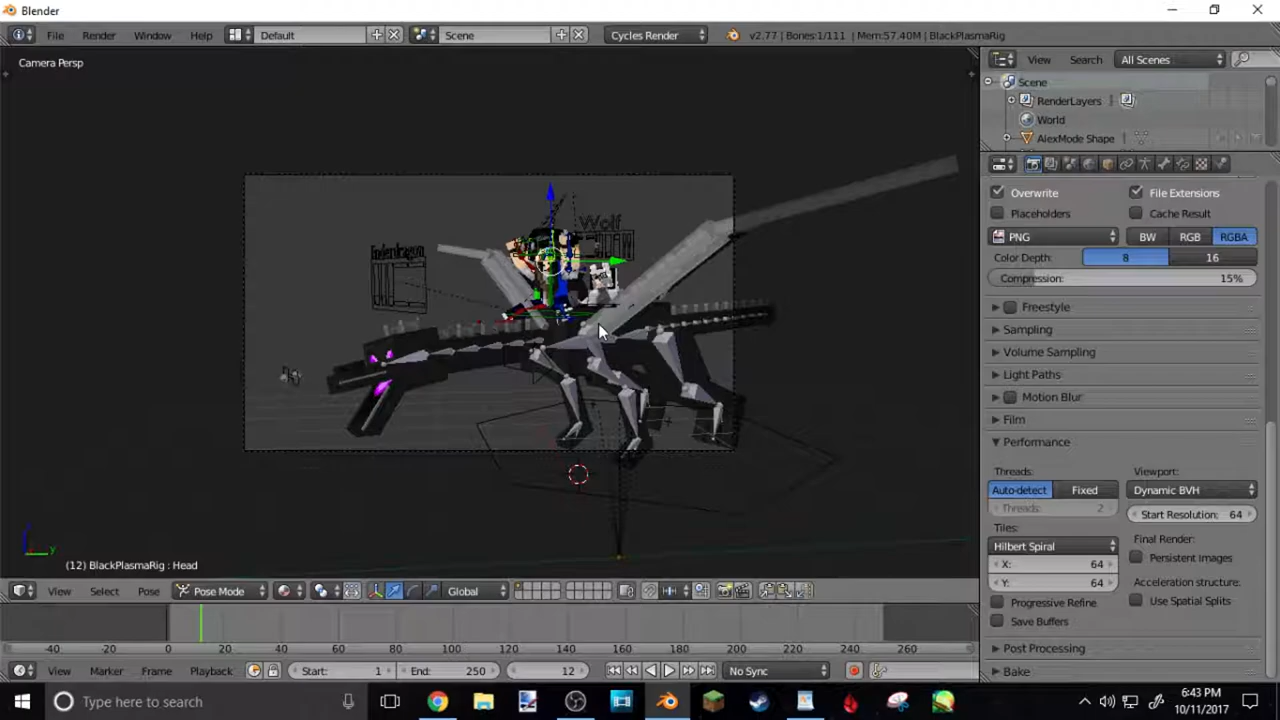 Blender
File Render Window Help Default Scene Cycles Render v2.77 | Bones:1/111 | Mem:57.40M | BlackPlasmaRig
Camera Persp
View Search All Scenes
Scene
RenderLayers
World
AlexMode Shape
Overwrite File Extensions
Placeholders Cache Result
PNG BW RGB RGBA
Color Depth: 8 16
Compression: 15%
Freestyle
Sampling
Volume Sampling
Light Paths
Motion Blur
Film
Performance
Threads: Viewport:
Auto-detect Fixed Dynamic BVH
Threads: 2 Start Resolution: 64
Tiles:
Hilbert Spiral Final Render:
X: 64 Persistent Images
Y: 64 Acceleration structure:
Progressive Refine Use Spatial Splits
Save Buffers
Post Processing
Bake
Wolf
Enderdragon
(12) BlackPlasmaRig : Head
View Select Pose Pose Mode Global
-40 -20 0 20 40 60 80 100 120 140 160 180 200 220 240 260
View Marker Frame Playback Start: 1 End: 250 12 No Sync
Type here to search
6:43 PM
10/11/2017